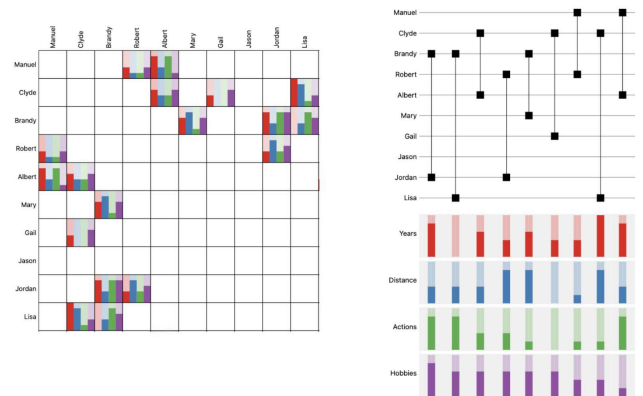 Manuel
Clyde
Brandy
Robert
Albert
Mary
Gail
Jason
Jordan
Lisa
Manuel
Clyde
Brandy
Robert
Albert
Mary
Gail
Jason
Jordan
Lisa
Manuel
Clyde
Brandy
Robert
Albert
Mary
Gail
Jason
Jordan
Lisa
Years
Distance
Actions
Hobbies